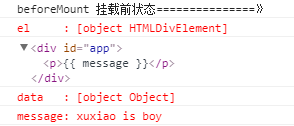 beforeMount 挂载前状态===============》
el     : [object HTMLDivElement]
▼<div id="app">
<p>{{ message }}</p>
</div>
data   : [object Object]
message: xuxiao is boy